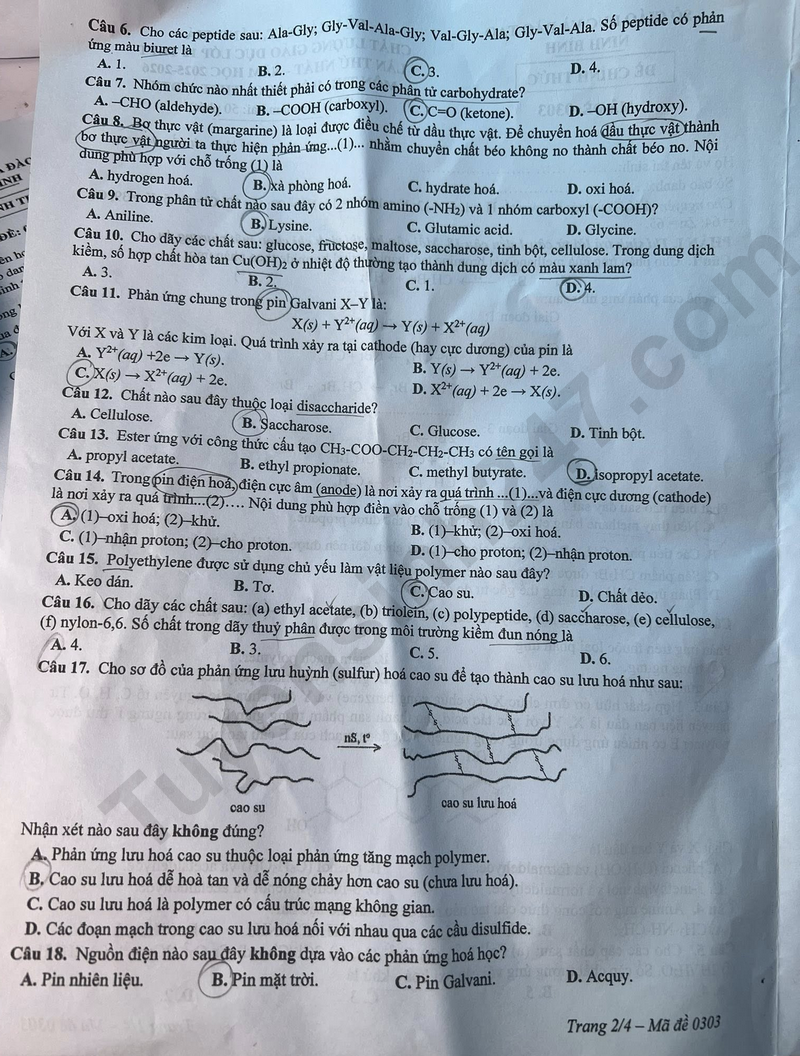 Câu 6. Cho các peptide sau: Ala-Gly; Gly-Val-Ala-Gly; Val-Gly-Ala; Gly-Val-Ala. Số peptide có phản
ứng màu biuret là
A. 1. B. 2. C. 3. D. 4.
Câu 7. Nhóm chức nào nhất thiết phải có trong các phân tử carbohydrate?
A. –CHO (aldehyde). B. –COOH (carboxyl). C. C=O (ketone). D. –OH (hydroxy).
Câu 8. Bơ thực vật (margarine) là loại được điều chế từ dầu thực vật. Để chuyển hoá dầu thực vật thành
bơ thực vật người ta thực hiện phản ứng...(1)... nhằm chuyển chất béo không no thành chất béo no. Nội
dung phù hợp với chỗ trống (1) là
A. hydrogen hoá. B. xà phòng hoá. C. hydrate hoá. D. oxi hoá.
Câu 9. Trong phân tử chất nào sau đây có 2 nhóm amino (-NH₂) và 1 nhóm carboxyl (-COOH)?
A. Aniline. B. Lysine. C. Glutamic acid. D. Glycine.
Câu 10. Cho dãy các chất sau: glucose, fructose, maltose, saccharose, tinh bột, cellulose. Trong dung dịch
kiềm, số hợp chất hòa tan Cu(OH)₂ ở nhiệt độ thường tạo thành dung dịch có màu xanh lam?
A. 3. B. 2. C. 1. D. 4.
Câu 11. Phản ứng chung trong pin Galvani X–Y là:
X(s) + Y²⁺(aq) → Y(s) + X²⁺(aq)
Với X và Y là các kim loại. Quá trình xảy ra tại cathode (hay cực dương) của pin là
A. Y²⁺(aq) +2e → Y(s). B. Y(s) → Y²⁺(aq) + 2e.
C. X(s) → X²⁺(aq) + 2e. D. X²⁺(aq) + 2e → X(s).
Câu 12. Chất nào sau đây thuộc loại disaccharide?
A. Cellulose. B. Saccharose. C. Glucose. D. Tinh bột.
Câu 13. Ester ứng với công thức cấu tạo CH₃-COO-CH₂-CH₂-CH₃ có tên gọi là
A. propyl acetate. B. ethyl propionate. C. methyl butyrate. D. isopropyl acetate.
Câu 14. Trong pin điện hoá, điện cực âm (anode) là nơi xảy ra quá trình ...(1)...và điện cực dương (cathode)
là nơi xảy ra quá trình...(2)…. Nội dung phù hợp điền vào chỗ trống (1) và (2) là
A. (1)–oxi hoá; (2)–khử. B. (1)–khử; (2)–oxi hoá.
C. (1)–nhận proton; (2)–cho proton. D. (1)–cho proton; (2)–nhận proton.
Câu 15. Polyethylene được sử dụng chủ yếu làm vật liệu polymer nào sau đây?
A. Keo dán. B. Tơ. C. Cao su. D. Chất dẻo.
Câu 16. Cho dãy các chất sau: (a) ethyl acetate, (b) triolein, (c) polypeptide, (d) saccharose, (e) cellulose,
(f) nylon-6,6. Số chất trong dãy thuỷ phân được trong môi trường kiềm đun nóng là
A. 4. B. 3. C. 5. D. 6.
Câu 17. Cho sơ đồ của phản ứng lưu huỳnh (sulfur) hoá cao su để tạo thành cao su lưu hoá như sau:
nS, t°
cao su cao su lưu hoá
Nhận xét nào sau đây không đúng?
A. Phản ứng lưu hoá cao su thuộc loại phản ứng tăng mạch polymer.
B. Cao su lưu hoá dễ hoà tan và dễ nóng chảy hơn cao su (chưa lưu hoá).
C. Cao su lưu hoá là polymer có cấu trúc mạng không gian.
D. Các đoạn mạch trong cao su lưu hoá nối với nhau qua các cầu disulfide.
Câu 18. Nguồn điện nào sau đây không dựa vào các phản ứng hoá học?
A. Pin nhiên liệu. B. Pin mặt trời. C. Pin Galvani. D. Acquy.
Trang 2/4 – Mã đề 0303